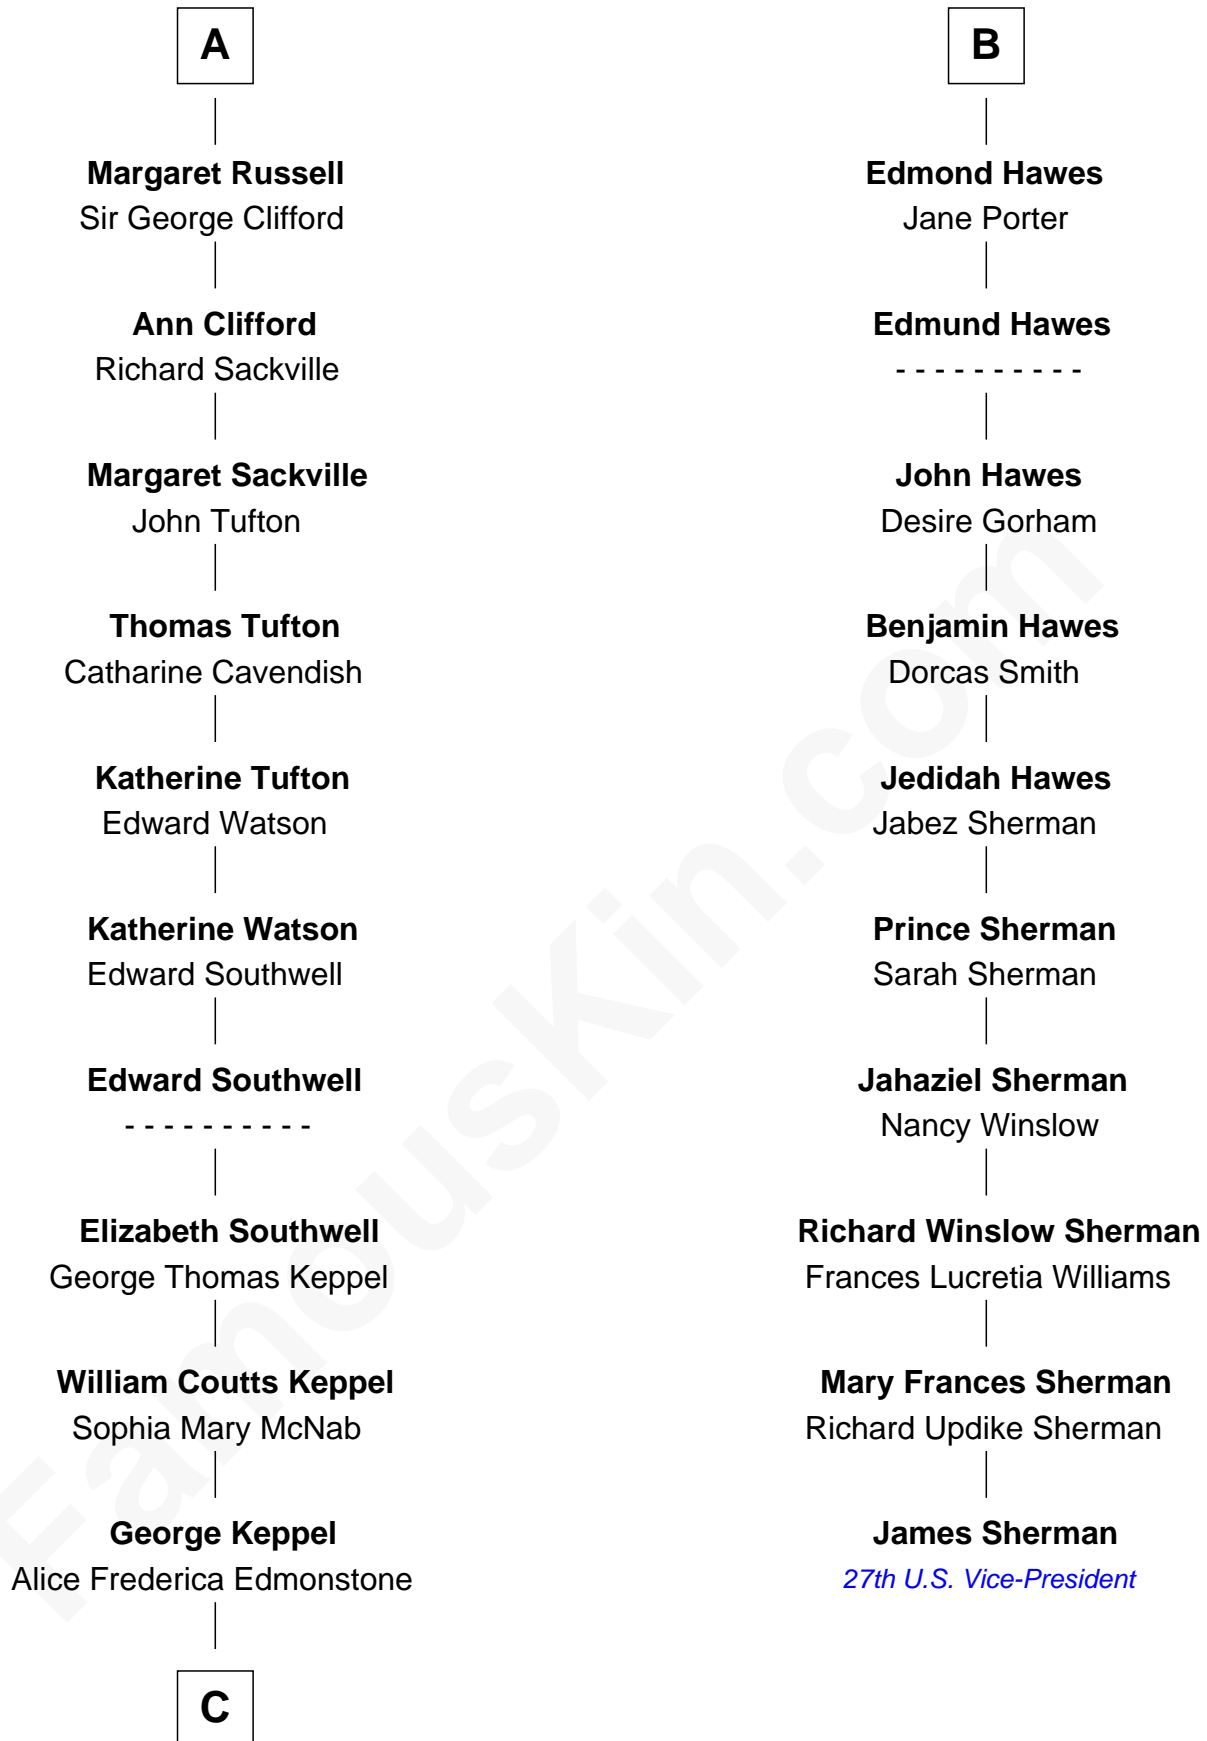 A
Margaret Russell
Sir George Clifford
Ann Clifford
Richard Sackville
Margaret Sackville
John Tufton
Thomas Tufton
Catharine Cavendish
Katherine Tufton
Edward Watson
Katherine Watson
Edward Southwell
Edward Southwell
- - - - - - - - - -
Elizabeth Southwell
George Thomas Keppel
William Coutts Keppel
Sophia Mary McNab
George Keppel
Alice Frederica Edmonstone
C
B
Edmond Hawes
Jane Porter
Edmund Hawes
- - - - - - - - - -
John Hawes
Desire Gorham
Benjamin Hawes
Dorcas Smith
Jedidah Hawes
Jabez Sherman
Prince Sherman
Sarah Sherman
Jahaziel Sherman
Nancy Winslow
Richard Winslow Sherman
Frances Lucretia Williams
Mary Frances Sherman
Richard Updike Sherman
James Sherman
27th U.S. Vice-President
FamousKin.com